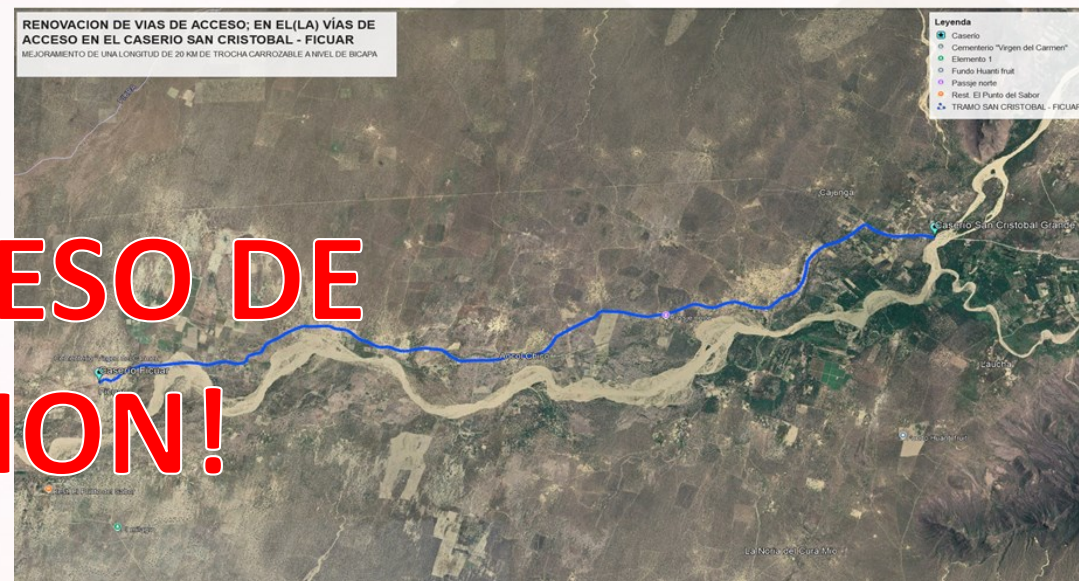 RENOVACION DE VIAS DE ACCESO; EN EL(LA) VÍAS DE
ACCESO EN EL CASERIO SAN CRISTOBAL - FICUAR
MEJORAMIENTO DE UNA LONGITUD DE 20 KM DE TROCHA CARROZABLE A NIVEL DE BICAPA
Leyenda
Caserío
Cementerio "Virgen del Carmen"
Elemento 1
Fundo Huanti fruit
Passje norte
Rest. El Punto del Sabor
TRAMO SAN CRISTOBAL - FICUAR
Cajonga
Caserio San Cristobal Grande
ESO DE
Caserio Ficuar
Laucha
ION!
La Noria del Cura Mio